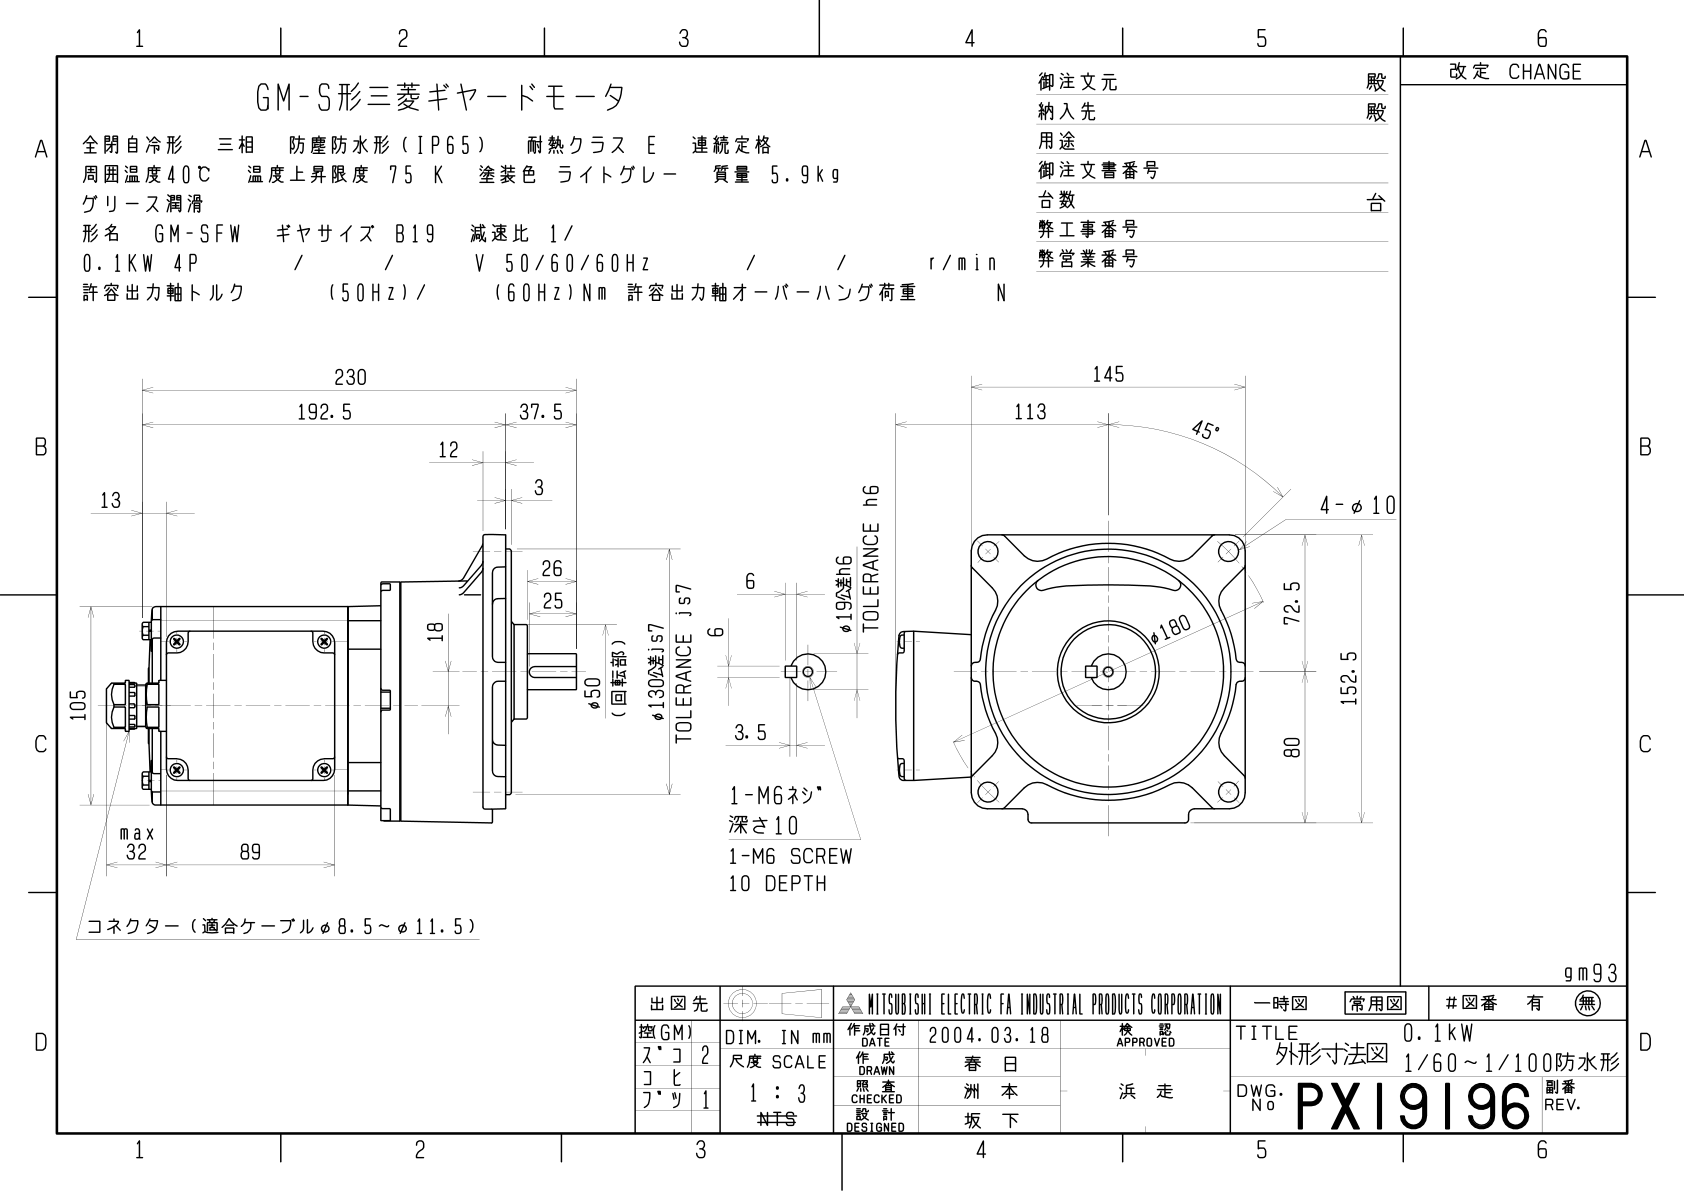 1 2 3 4 5 6
A
B
C
D
A
B
C
D
改定 CHANGE
GM-S形三菱ギヤードモータ
全閉自冷形 三相 防塵防水形(IP65) 耐熱クラス E 連続定格
周囲温度40℃ 温度上昇限度 75 K 塗装色 ライトグレー 質量 5.9kg
グリース潤滑
形名 GM-SFW ギヤサイズ B19 減速比 1/
0.1KW 4P / / V 50/60/60Hz / / r/min
許容出力軸トルク (50Hz)/ (60Hz)Nm 許容出力軸オーバーハング荷重 N
御注文元 殿
納入先 殿
用途
御注文書番号
台数 台
弊工事番号
弊営業番号
230
192.5 37.5
12
3
13
26
25
18
105
φ50
(回転部)
φ130公差js7
TOLERANCE js7
max
32 89
コネクター(適合ケーブルφ8.5~φ11.5)
6
6
3.5
φ19公差h6
TOLERANCE h6
1-M6ネジ
深さ10
1-M6 SCREW
10 DEPTH
145
113
45°
4-φ10
φ180
72.5
152.5
80
gm93
出図先
控(GM)
ズコ 2
コヒ
ブツ 1
DIM. IN mm
尺度 SCALE
1 : 3
NTS
MITSUBISHI ELECTRIC FA INDUSTRIAL PRODUCTS CORPORATION
作成日付
DATE
2004.03.18
検 認
APPROVED
作 成
DRAWN
春 日
照 査
CHECKED
洲 本
浜 走
設 計
DESIGNED
坂 下
一時図 常用図 #図番 有 無
TITLE 0.1kW
外形寸法図 1/60~1/100防水形
DWG.
No
PX19196
副番
REV.
1 2 3 4 5 6